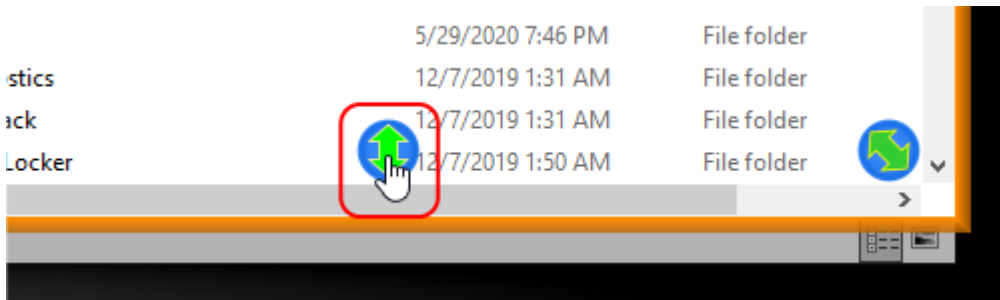 5/29/2020 7:46 PM File folder
stics 12/7/2019 1:31 AM File folder
ack 12/7/2019 1:31 AM File folder
Locker 12/7/2019 1:50 AM File folder